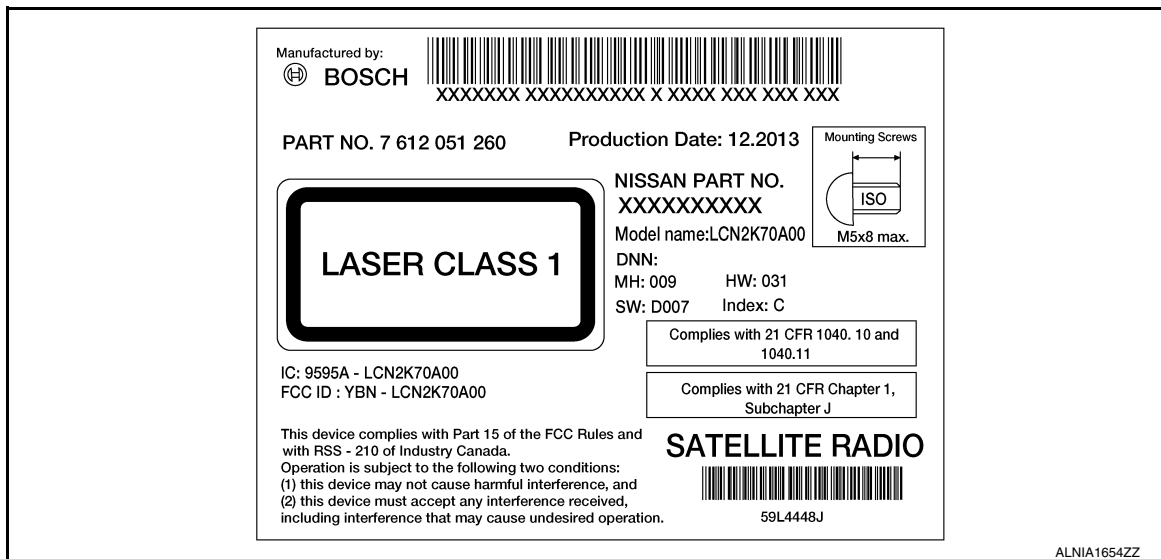 Manufactured by:
BOSCH
XXXXXXX XXXXXXXXXX X XXXX XXX XXX XXX
PART NO. 7 612 051 260
Production Date: 12.2013
Mounting Screws
ISO
M5x8 max.
LASER CLASS 1
NISSAN PART NO.
XXXXXXXXXX
Model name:LCN2K70A00
DNN:
MH: 009 HW: 031
SW: D007 Index: C
Complies with 21 CFR 1040. 10 and
1040.11
Complies with 21 CFR Chapter 1,
Subchapter J
IC: 9595A - LCN2K70A00
FCC ID : YBN - LCN2K70A00
This device complies with Part 15 of the FCC Rules and
with RSS - 210 of Industry Canada.
Operation is subject to the following two conditions:
(1) this device may not cause harmful interference, and
(2) this device must accept any interference received,
including interference that may cause undesired operation.
SATELLITE RADIO
59L4448J
ALNIA1654ZZ